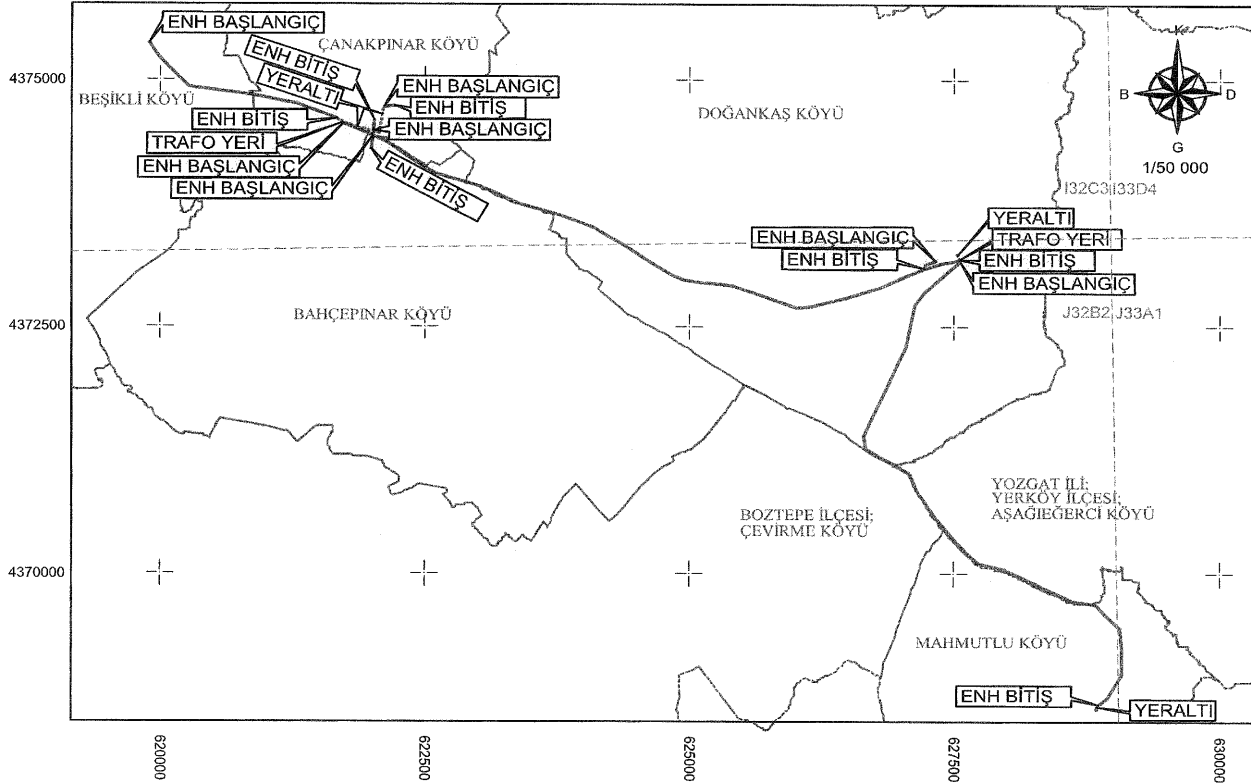 ENH BAŞLANGIÇ
ÇANAKPINAR KÖYÜ
ENH BİTİŞ
YERALTI
ENH BAŞLANGIÇ
ENH BİTİŞ
ENH BAŞLANGIÇ
4375000
BEŞİKLİ KÖYÜ
ENH BİTİŞ
TRAFO YERİ
ENH BAŞLANGIÇ
ENH BAŞLANGIÇ
ENH BİTİŞ
DOĞANKAŞ KÖYÜ
K
B
D
G
1/50 000
I32C3
I33D4
YERALTI
ENH BAŞLANGIÇ
TRAFO YERİ
ENH BİTİŞ
ENH BİTİŞ
ENH BAŞLANGIÇ
4372500
BAHÇEPINAR KÖYÜ
J32B2
J33A1
YOZGAT İLİ;
YERKÖY İLÇESİ;
AŞAĞIEĞERCİ KÖYÜ
BOZTEPE İLÇESİ;
ÇEVİRME KÖYÜ
4370000
MAHMUTLU KÖYÜ
ENH BİTİŞ
YERALTI
620000
622500
625000
627500
630000